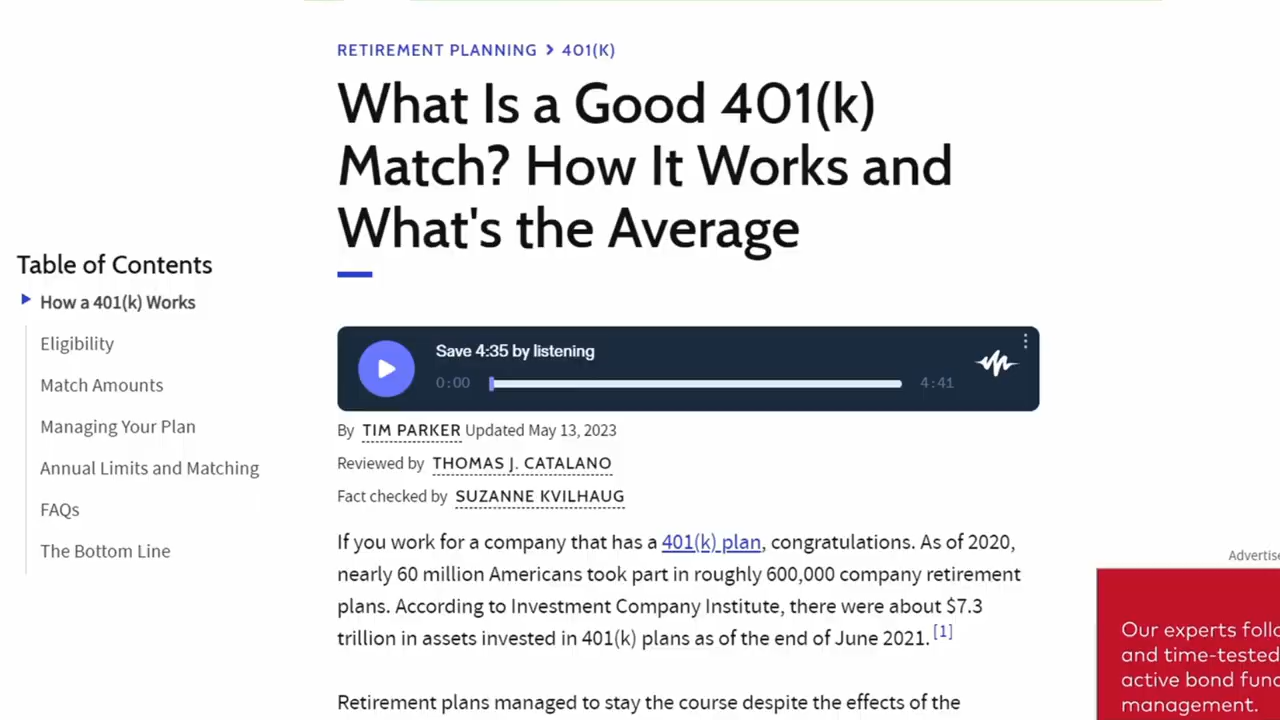 RETIREMENT PLANNING > 401(K)
What Is a Good 401(k)
Match? How It Works and
What's the Average
Table of Contents
How a 401(k) Works
Eligibility
Match Amounts
Managing Your Plan
Annual Limits and Matching
FAQs
The Bottom Line
Save 4:35 by listening
0:00
4:41
By TIM PARKER Updated May 13, 2023
Reviewed by THOMAS J. CATALANO
Fact checked by SUZANNE KVILHAUG
If you work for a company that has a 401(k) plan, congratulations. As of 2020,
nearly 60 million Americans took part in roughly 600,000 company retirement
plans. According to Investment Company Institute, there were about $7.3
trillion in assets invested in 401(k) plans as of the end of June 2021. [1]
Retirement plans managed to stay the course despite the effects of the
Advertise
Our experts follo
and time-tested
active bond fund
management.